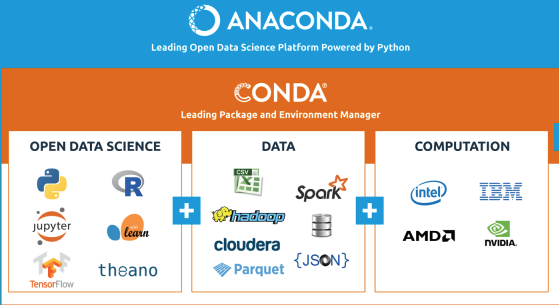 ANACONDA.
Leading Open Data Science Platform Powered by Python
CONDA
Leading Package and Environment Manager
OPEN DATA SCIENCE
DATA
COMPUTATION
R
jupyter
learn
TensorFlow
theano
CSV
Spark
hadoop
cloudera
Parquet
{JSON}
intel
IBM
AMD
NVIDIA.